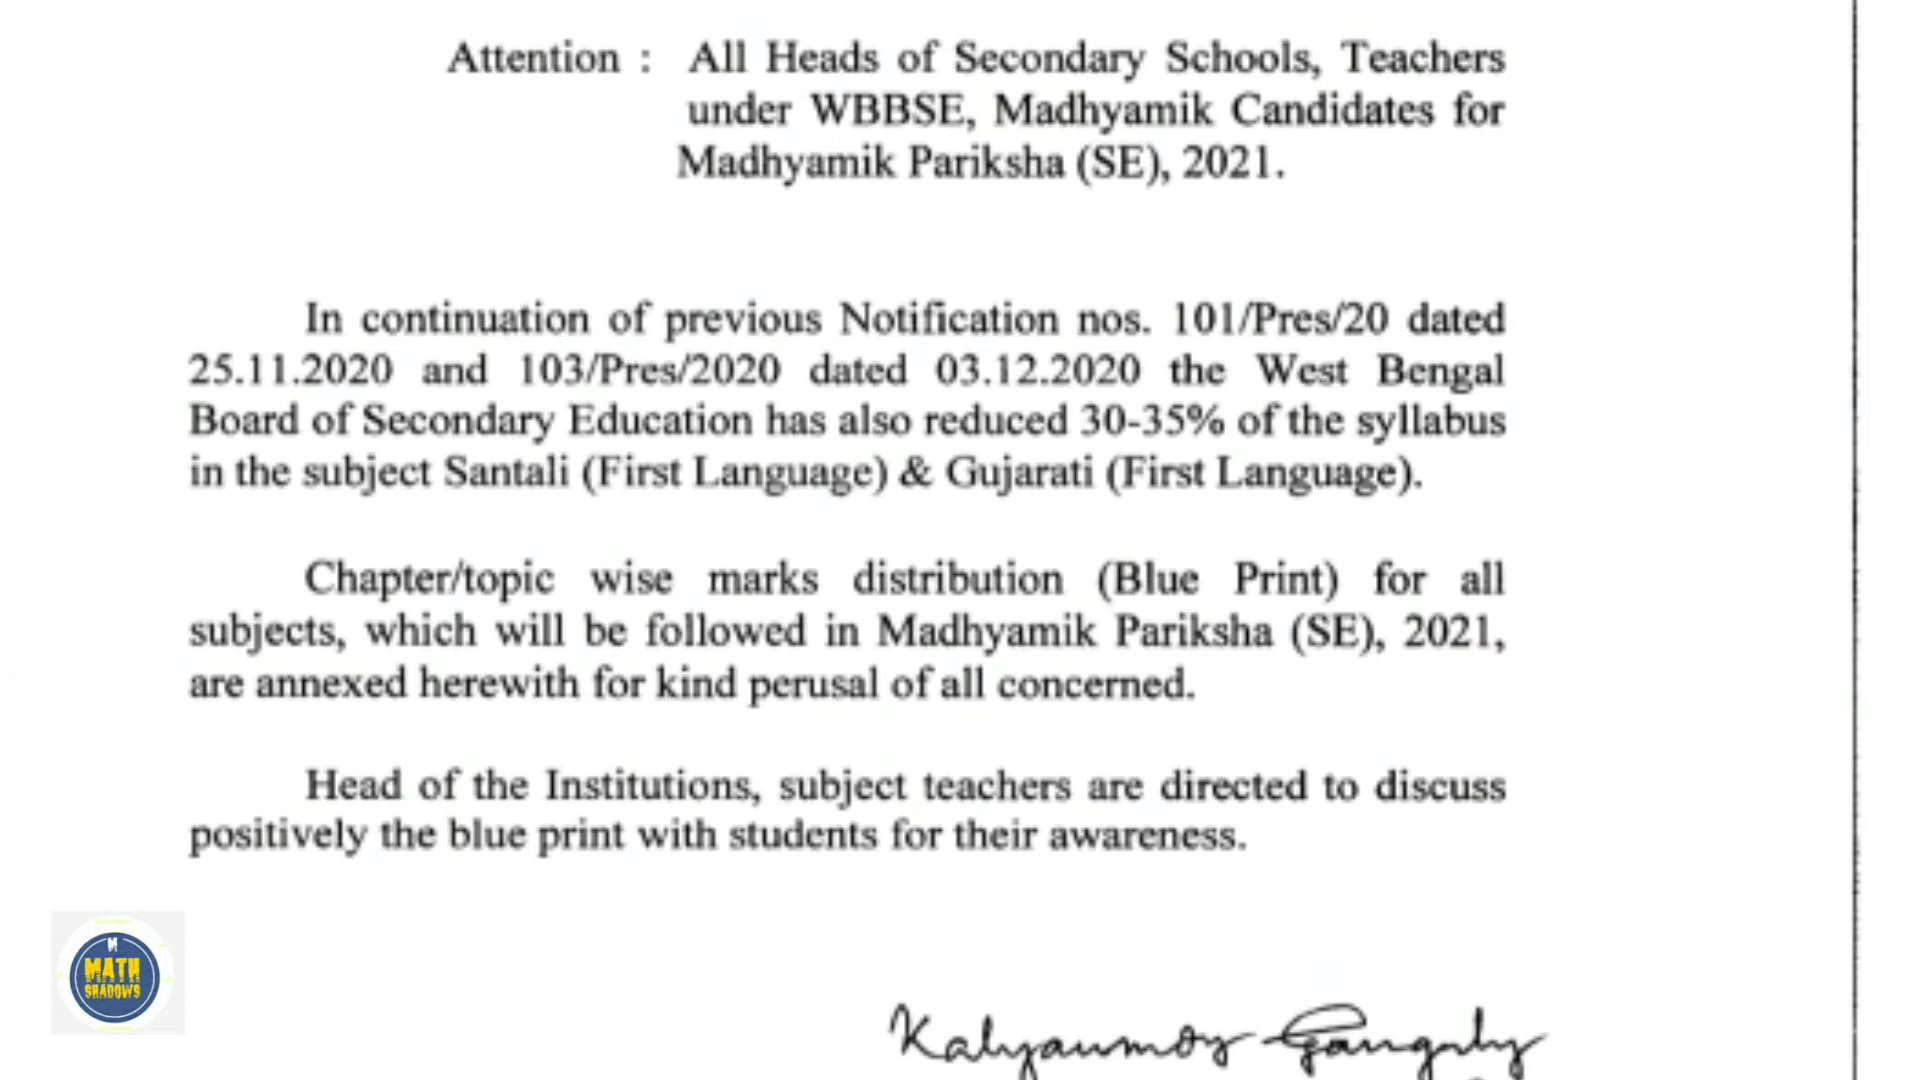 Attention : All Heads of Secondary Schools, Teachers
under WBBSE, Madhyamik Candidates for
Madhyamik Pariksha (SE), 2021.
In continuation of previous Notification nos. 101/Pres/20 dated
25.11.2020 and 103/Pres/2020 dated 03.12.2020 the West Bengal
Board of Secondary Education has also reduced 30-35% of the syllabus
in the subject Santali (First Language) & Gujarati (First Language).
Chapter/topic wise marks distribution (Blue Print) for all
subjects, which will be followed in Madhyamik Pariksha (SE), 2021,
are annexed herewith for kind perusal of all concerned.
Head of the Institutions, subject teachers are directed to discuss
positively the blue print with students for their awareness.
M
MATH
SHADOWS
Kalyanmoy Ganguly